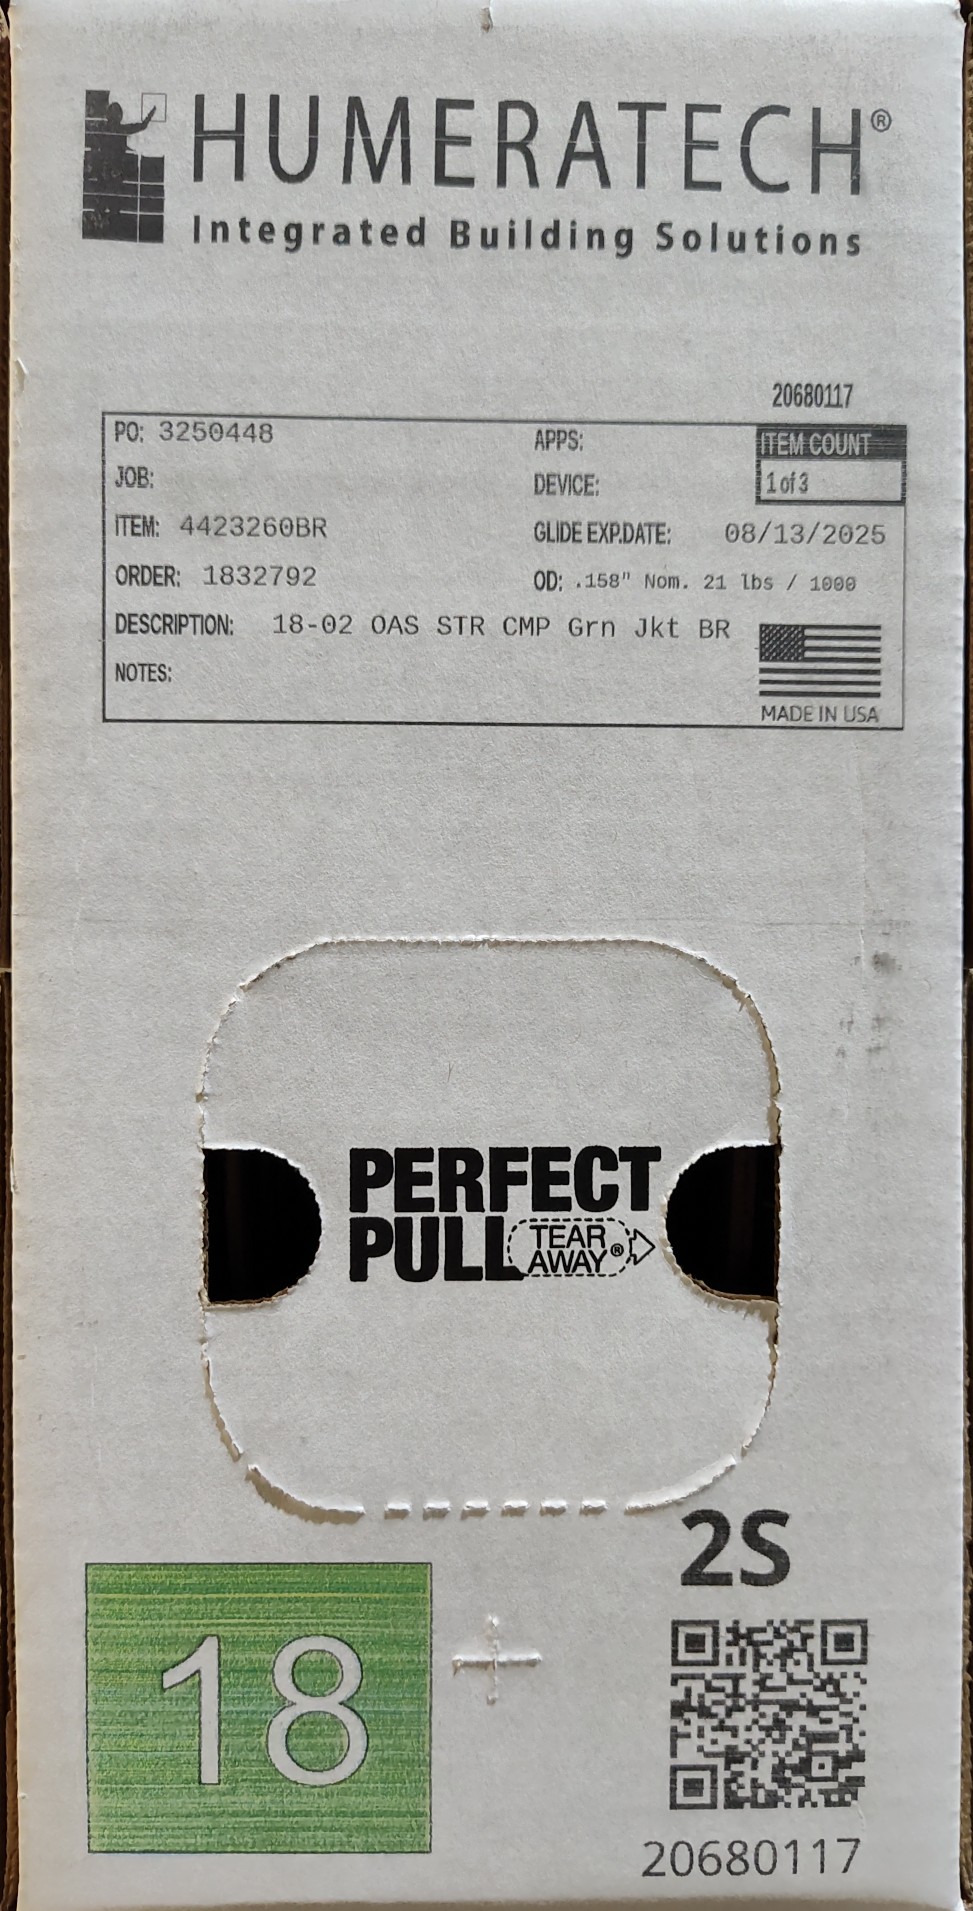 HUMERATECH®
Integrated Building Solutions
20680117
PO: 3250448
APPS:
ITEM COUNT
JOB:
DEVICE:
1 of 3
ITEM: 4423260BR
GLIDE EXP.DATE: 08/13/2025
ORDER: 1832792
OD: .158" Nom. 21 lbs / 1000
DESCRIPTION: 18-02 OAS STR CMP Grn Jkt BR
NOTES:
MADE IN USA
PERFECT
PULL TEAR
AWAY®
2S
18
20680117